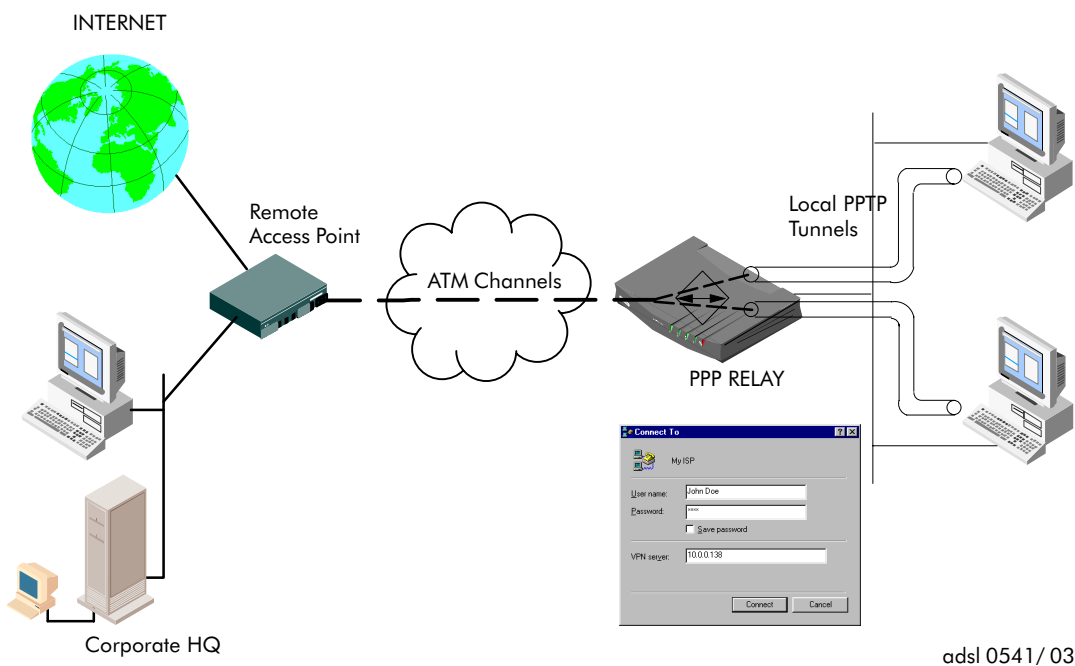 INTERNET
Remote
Access Point
ATM Channels
Local PPTP
Tunnels
PPP RELAY
Connect To
My ISP
User name:
John Doe
Password:
****
Save password
VPN server:
10.0.0.138
Connect
Cancel
Corporate HQ
adsl 0541/03